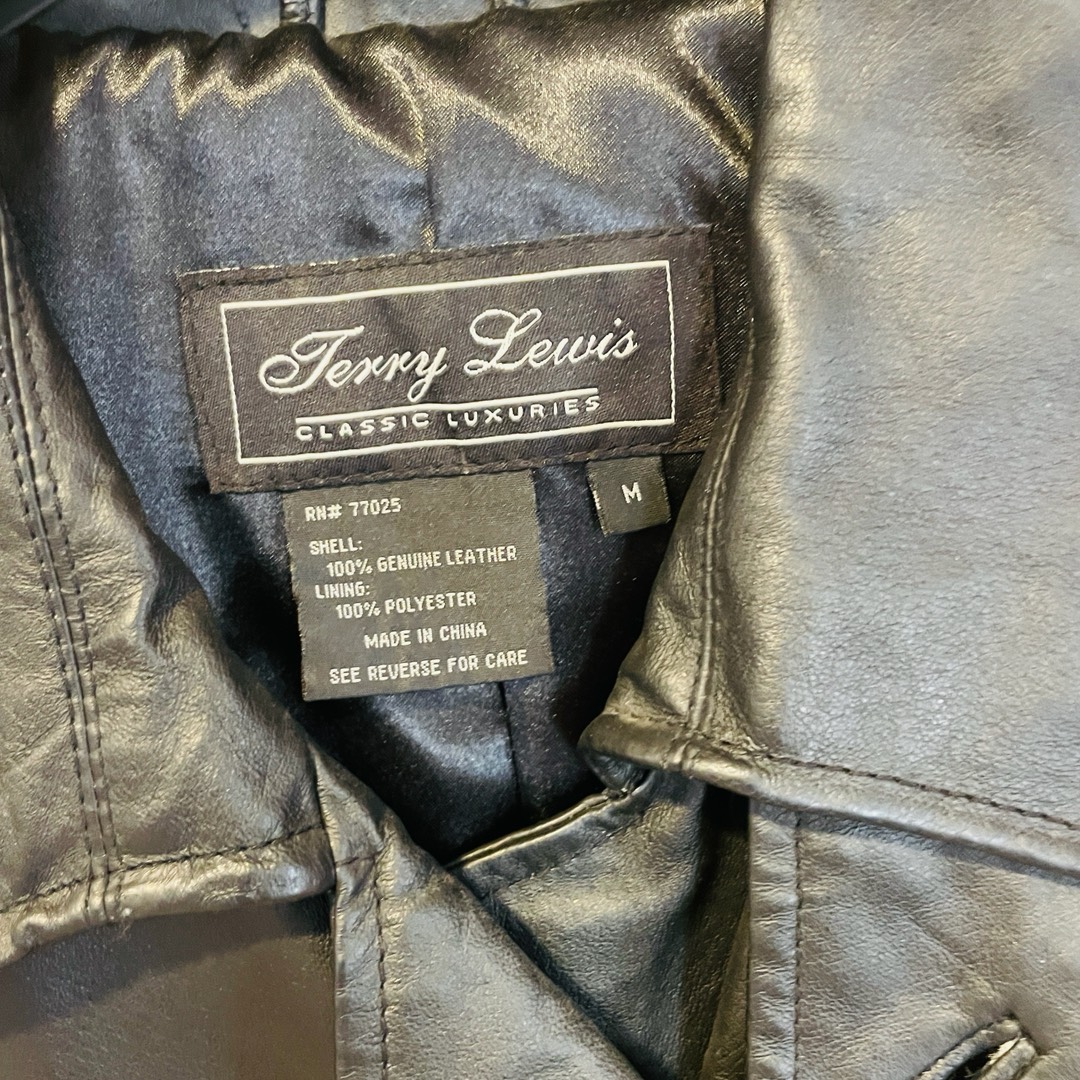 Terry Lewis
CLASSIC LUXURIES
M
RN# 77025
SHELL:
100% GENUINE LEATHER
LINING:
100% POLYESTER
MADE IN CHINA
SEE REVERSE FOR CARE